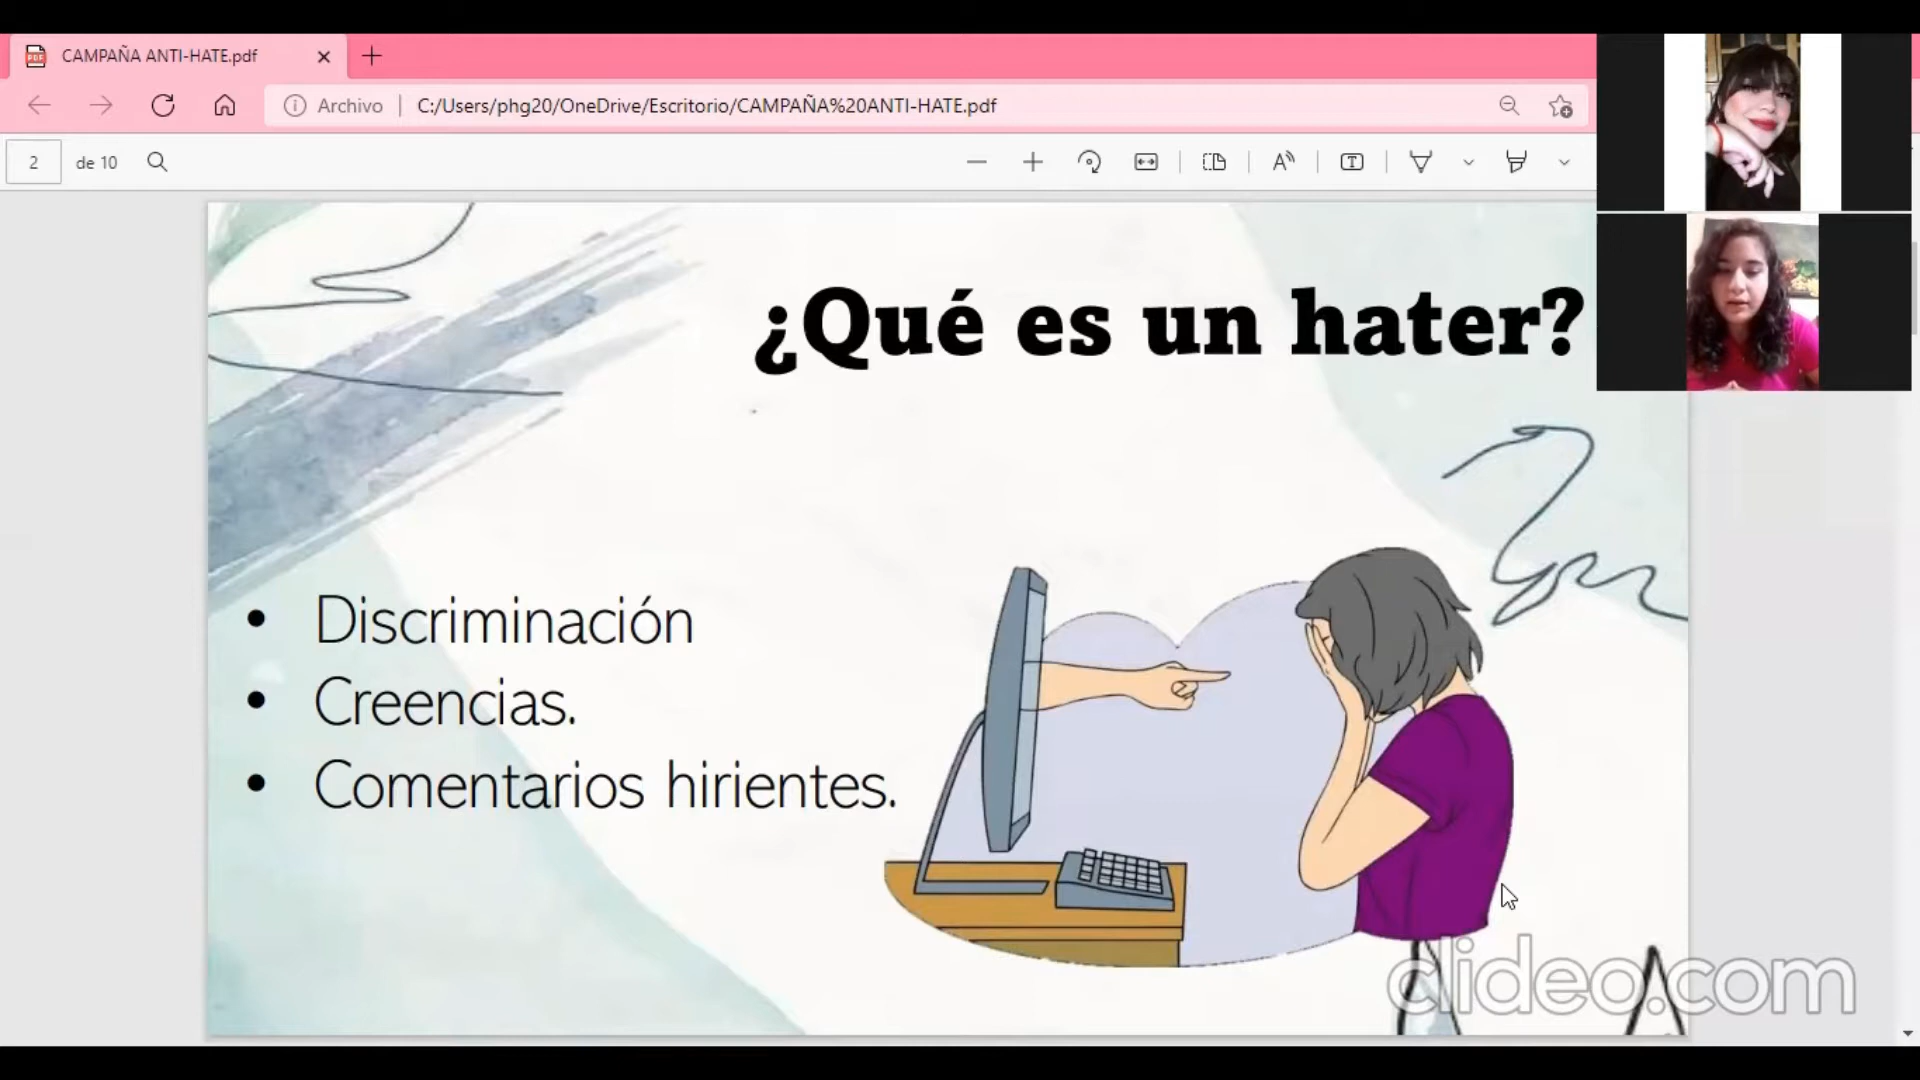 CAMPAÑA ANTI-HATE.pdf
Archivo
C:/Users/phg20/OneDrive/Escritorio/CAMPAÑA%20ANTI-HATE.pdf
2 de 10
¿Qué es un hater?
• Discriminación
• Creencias.
• Comentarios hirientes.
clideo.com